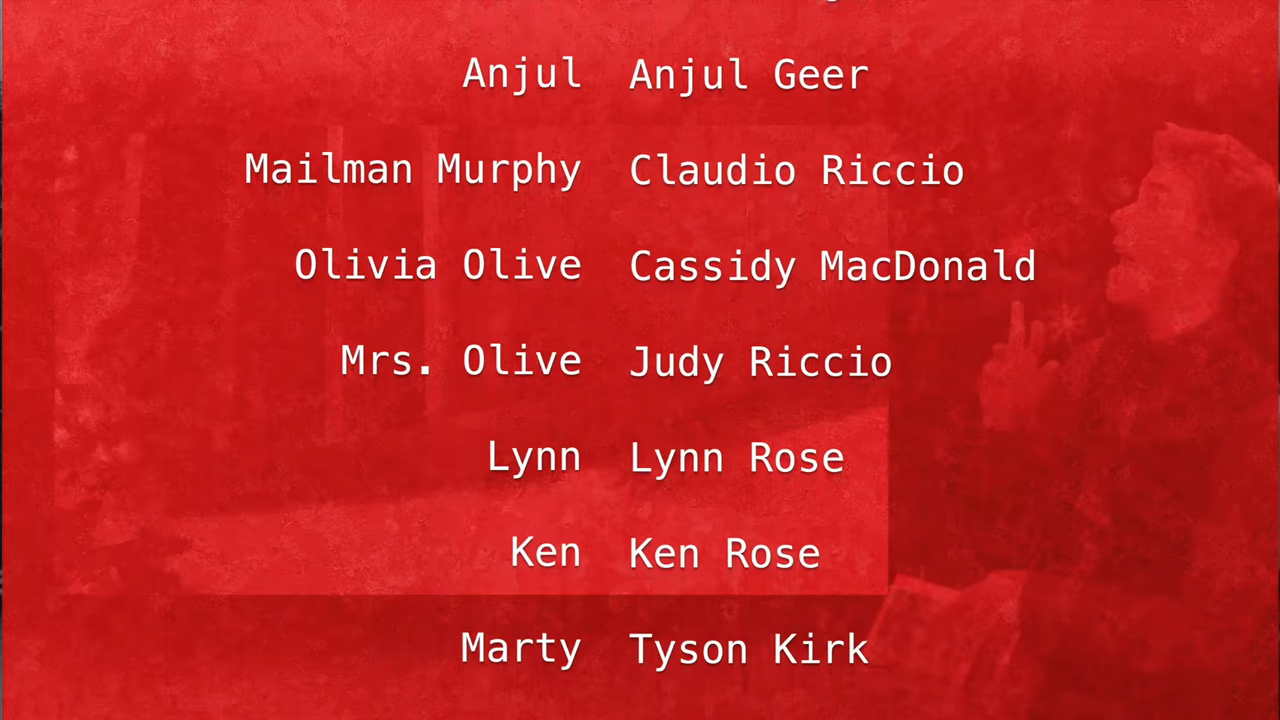 Anjul Anjul Geer
Mailman Murphy Claudio Riccio
Olivia Olive Cassidy MacDonald
Mrs. Olive Judy Riccio
Lynn Lynn Rose
Ken Ken Rose
Marty Tyson Kirk